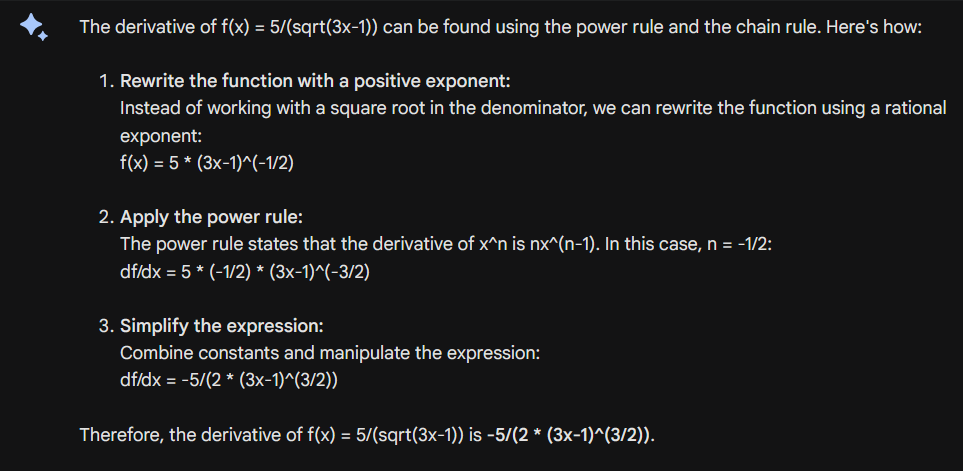 The derivative of f(x) = 5/(sqrt(3x-1)) can be found using the power rule and the chain rule. Here's how:
1. Rewrite the function with a positive exponent:
Instead of working with a square root in the denominator, we can rewrite the function using a rational
exponent:
f(x) = 5 * (3x-1)^(-1/2)
2. Apply the power rule:
The power rule states that the derivative of x^n is nx^(n-1). In this case, n = -1/2:
df/dx = 5 * (-1/2) * (3x-1)^(-3/2)
3. Simplify the expression:
Combine constants and manipulate the expression:
df/dx = -5/(2 * (3x-1)^(3/2))
Therefore, the derivative of f(x) = 5/(sqrt(3x-1)) is -5/(2 * (3x-1)^(3/2)).